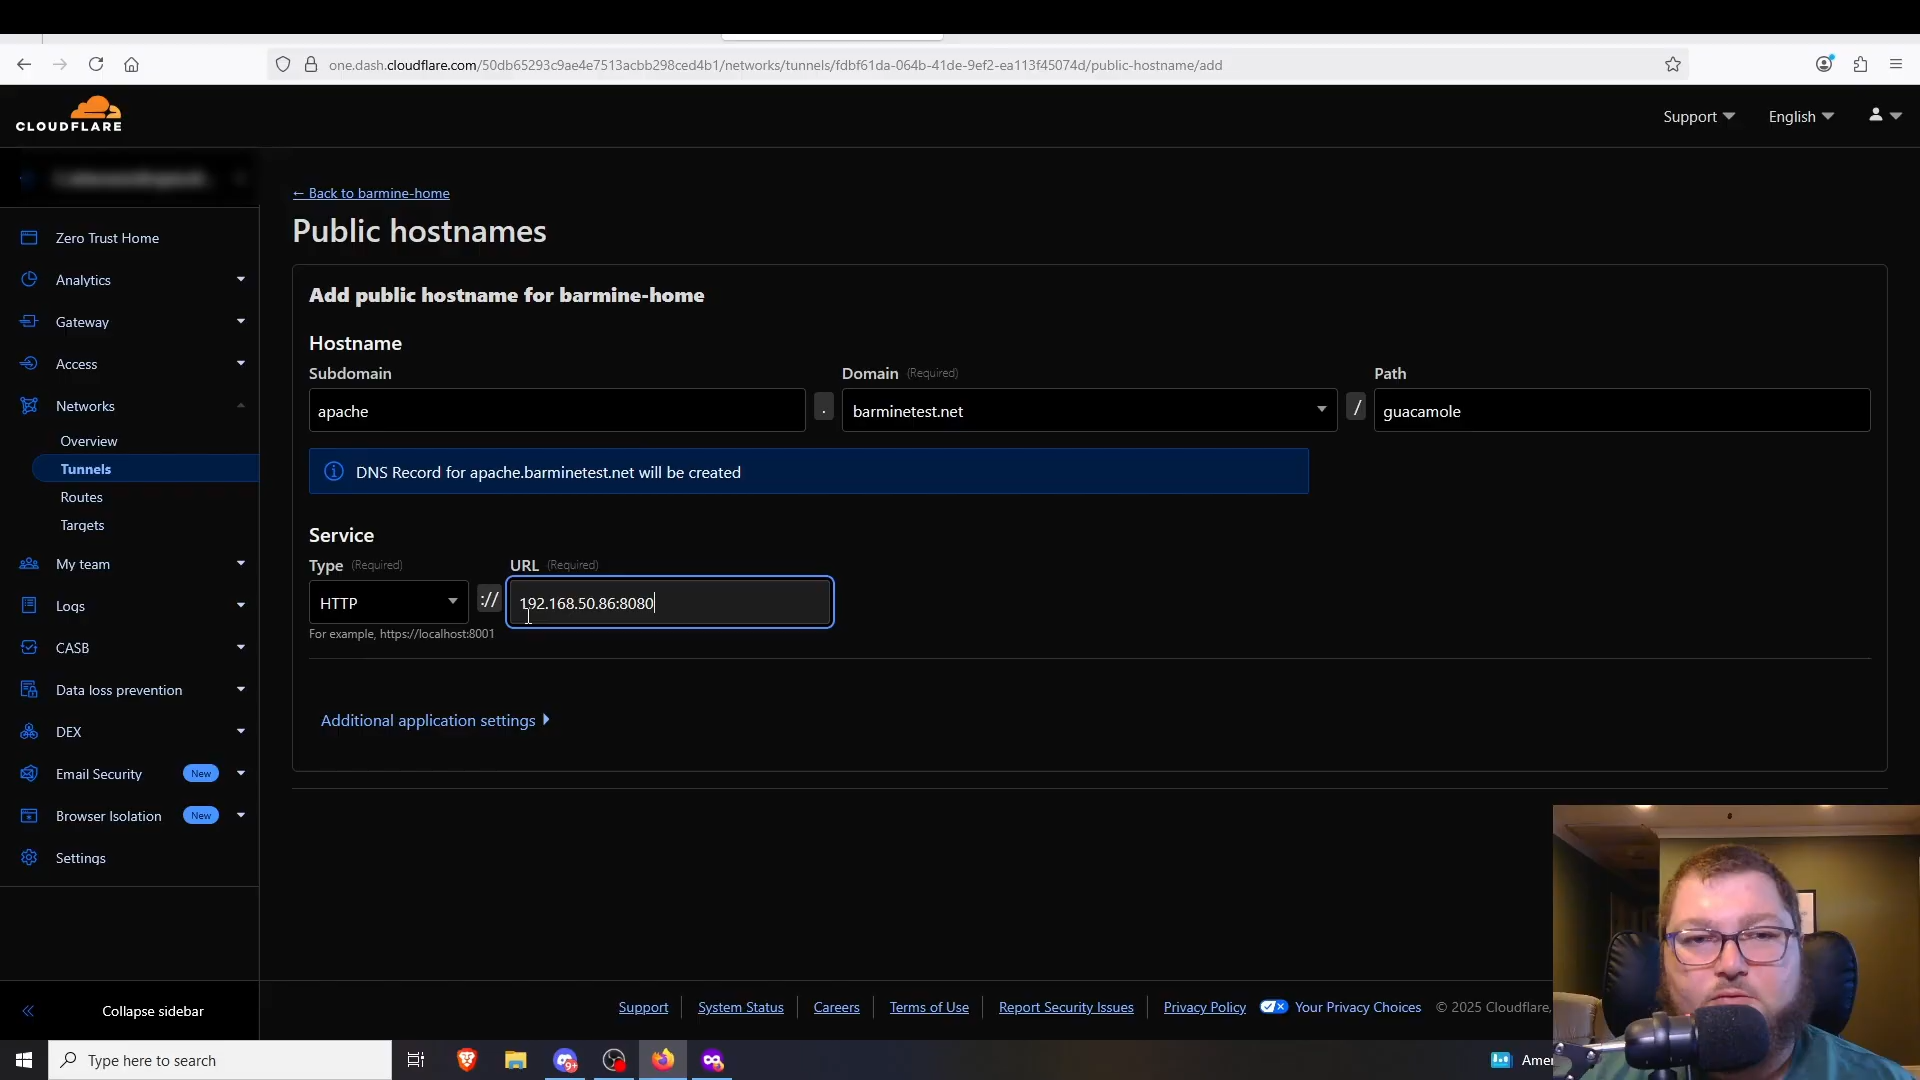 one.dash.cloudflare.com/50db65293c9ae4e7513acbb298ced4b1/networks/tunnels/fdbf61da-064b-41de-9ef2-ea113f45074d/public-hostname/add
CLOUDFLARE
Support
English
← Back to barmine-home
Public hostnames
Zero Trust Home
Analytics
Gateway
Access
Networks
Overview
Tunnels
Routes
Targets
My team
Logs
CASB
Data loss prevention
DEX
Email Security New
Browser Isolation New
Settings
Collapse sidebar
Add public hostname for barmine-home
Hostname
Subdomain
Domain (Required)
Path
apache . barminetest.net / guacamole
DNS Record for apache.barminetest.net will be created
Service
Type (Required)
URL (Required)
HTTP :// 192.168.50.86:8080
For example, https://localhost:8001
Additional application settings
Support
System Status
Careers
Terms of Use
Report Security Issues
Privacy Policy
Your Privacy Choices
© 2025 Cloudflare,
Type here to search
9+